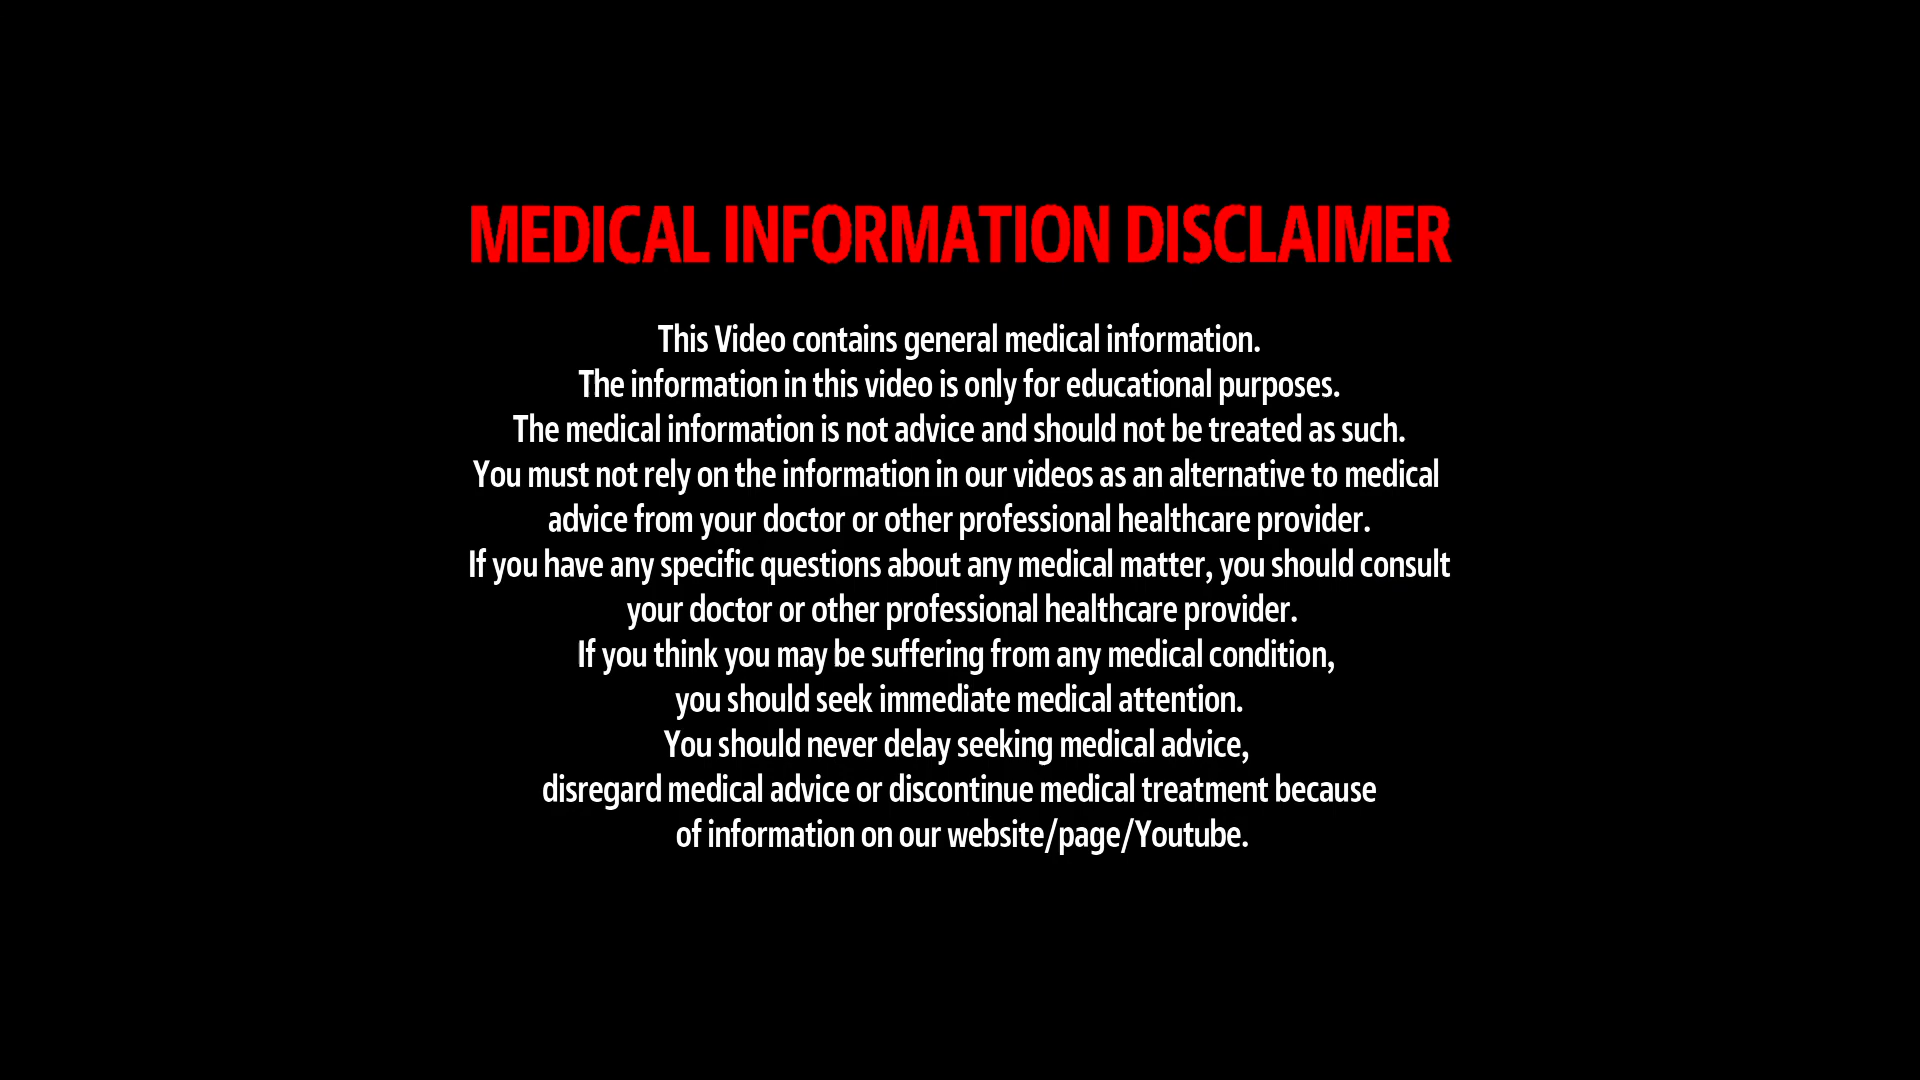 MEDICAL INFORMATION DISCLAIMER
This Video contains general medical information.
The information in this video is only for educational purposes.
The medical information is not advice and should not be treated as such.
You must not rely on the information in our videos as an alternative to medical
advice from your doctor or other professional healthcare provider.
If you have any specific questions about any medical matter, you should consult
your doctor or other professional healthcare provider.
If you think you may be suffering from any medical condition,
you should seek immediate medical attention.
You should never delay seeking medical advice,
disregard medical advice or discontinue medical treatment because
of information on our website/page/Youtube.